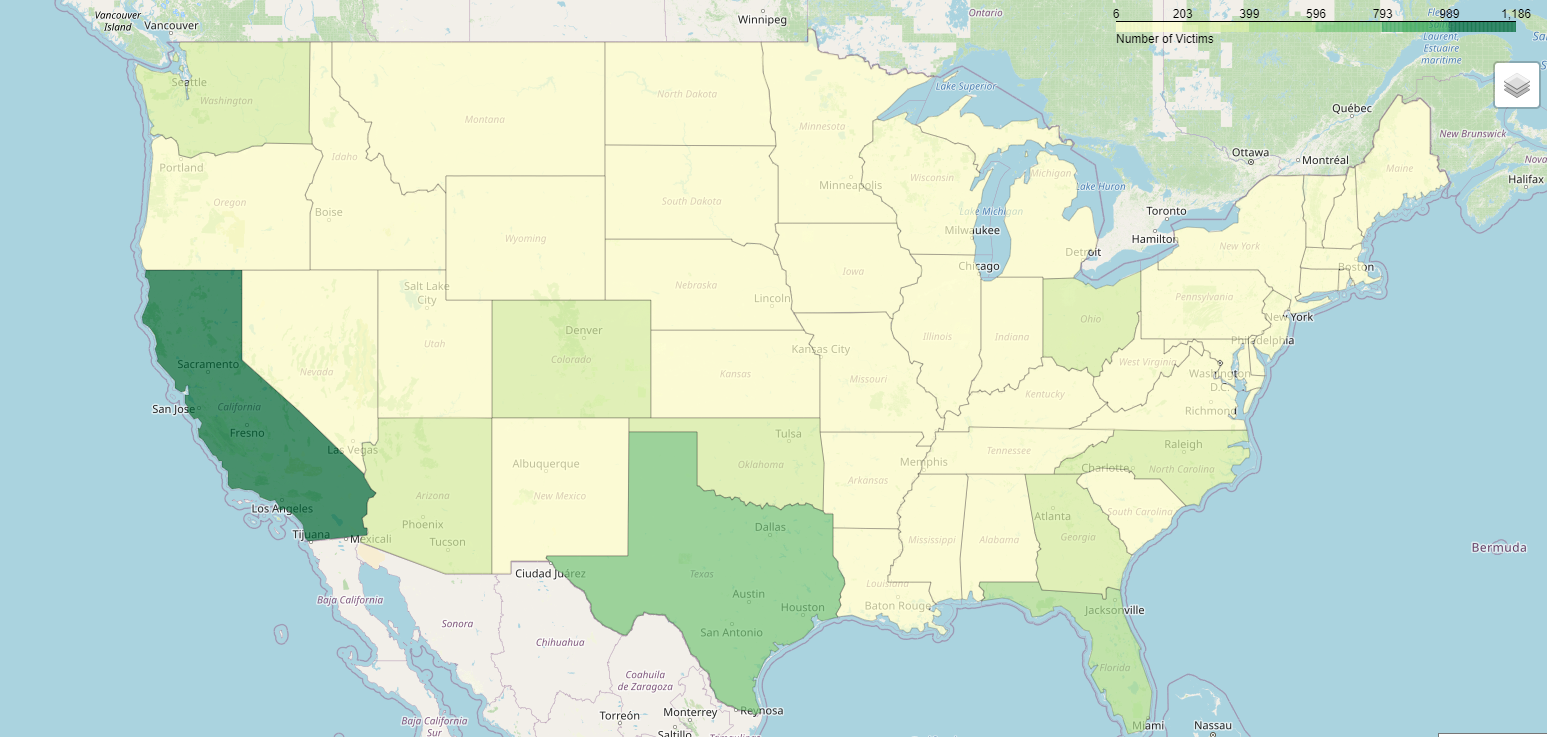 6 203 399 596 793 989 1,186
Number of Victims
Vancouver
Island
Vancouver
Winnipeg
Ontario
Laurent,
Estuaire
maritime
Seattle
Washington
North Dakota
Lake Superior
Québec
Montana
Minnesota
New Brunswick
Portland
Idaho
Ottawa
Montréal
Maine
Halifax
Minneapolis
Wisconsin
Michigan
Lake Huron
Oregon
Boise
South Dakota
Lake Michigan
Toronto
Wyoming
Milwaukee
Hamilton
New York
Detroit
Chicago
Boston
Iowa
Salt Lake
City
Nebraska
Lincoln
Pennsylvania
Denver
Ohio
New York
Utah
Colorado
Kansas City
Illinois
Indiana
Philadelphia
Sacramento
Nevada
Kansas
Missouri
West Virginia
Washington
D.C.
Kentucky
San Jose
California
Fresno
Richmond
Las Vegas
Tulsa
Raleigh
Albuquerque
Oklahoma
Memphis
Tennessee
Charlotte
North Carolina
Arizona
New Mexico
Arkansas
Los Angeles
Phoenix
Dallas
Atlanta
South Carolina
Tijuana
Mexicali
Tucson
Mississippi
Alabama
Georgia
Bermuda
Ciudad Juárez
Texas
Louisiana
Baja California
Austin
Houston
Baton Rouge
Jacksonville
Sonora
Chihuahua
San Antonio
Florida
Coahuila
de Zaragoza
Baja California
Sur
Torreón
Monterrey
Reynosa
Miami
Nassau
Saltillo
Tamaulipas